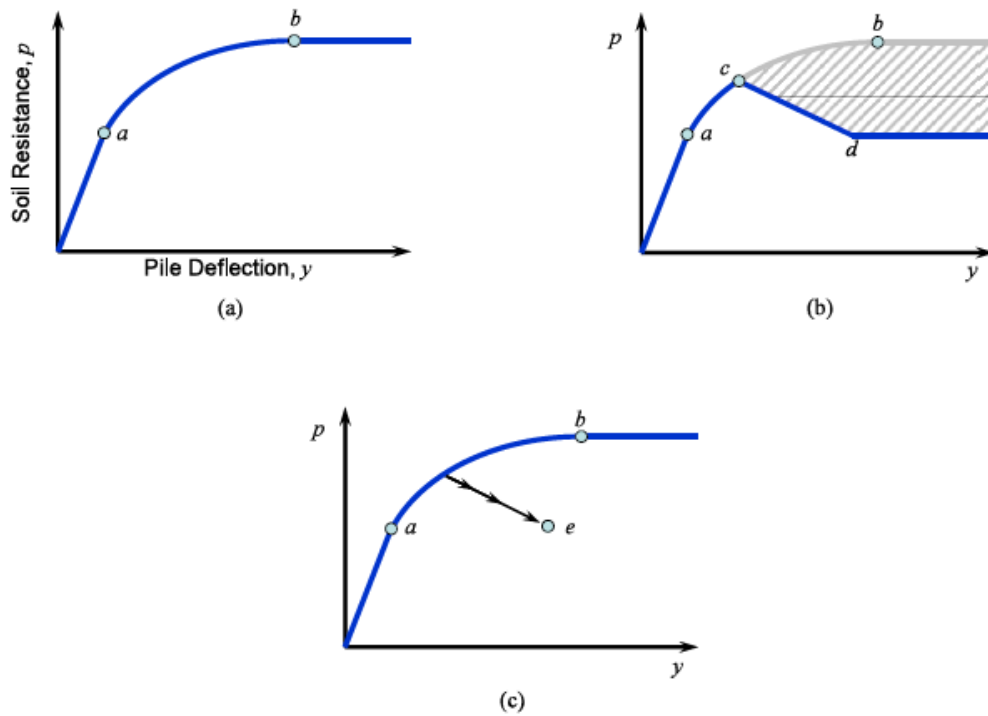 b
a
Soil Resistance, p
Pile Deflection, y
(a)
p
b
c
a
d
y
(b)
p
b
a
e
y
(c)